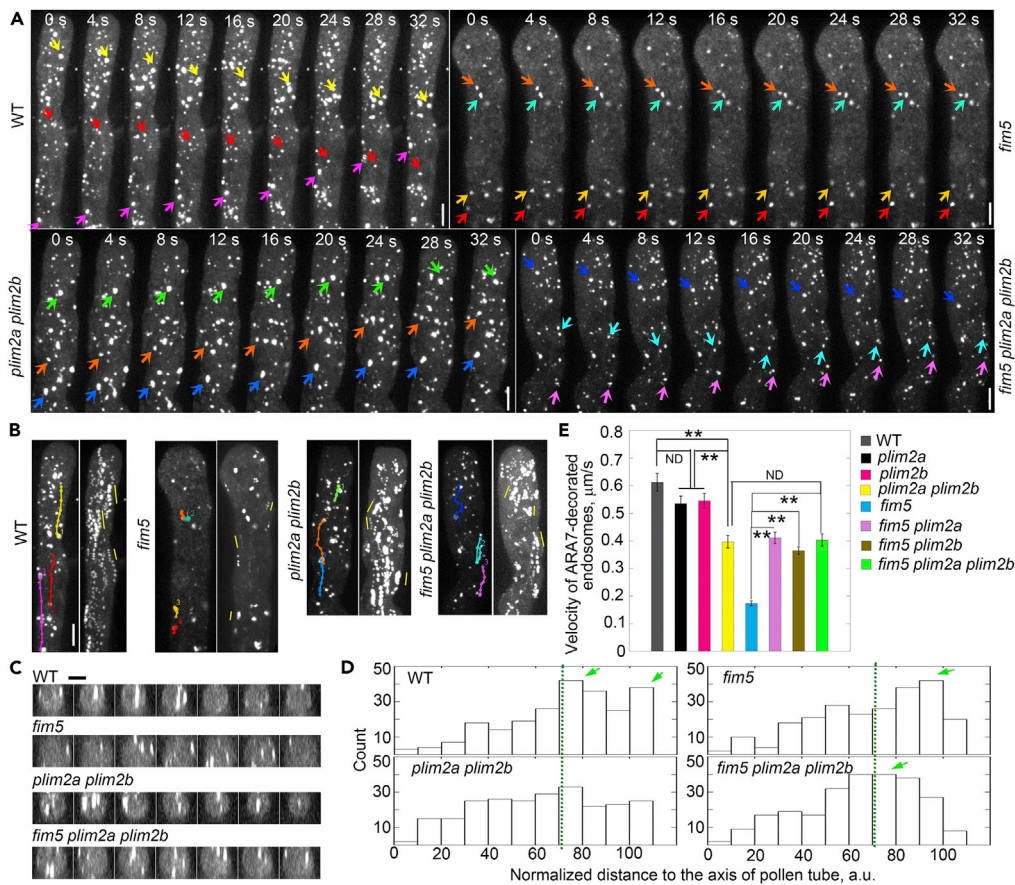 A
0 s 4 s 8 s 12 s 16 s 20 s 24 s 28 s 32 s
WT
0 s 4 s 8 s 12 s 16 s 20 s 24 s 28 s 32 s
fim5
0 s 4 s 8 s 12 s 16 s 20 s 24 s 28 s 32 s
plim2a plim2b
0 s 4 s 8 s 12 s 16 s 20 s 24 s 28 s 32 s
fim5 plim2a plim2b
B
WT
fim5
plim2a plim2b
fim5 plim2a plim2b
E
Velocity of ARA7-decorated
endosomes, μm/s
0.8
0.7
0.6
0.5
0.4
0.3
0.2
0.1
0
**
ND
**
ND
**
**
**
WT
plim2a
plim2b
plim2a plim2b
fim5
fim5 plim2a
fim5 plim2b
fim5 plim2a plim2b
C
WT
fim5
plim2a plim2b
fim5 plim2a plim2b
D
Count
50
30
10
WT
fim5
50
30
10
plim2a plim2b
fim5 plim2a plim2b
0 20 40 60 80 100
0 20 40 60 80 100
Normalized distance to the axis of pollen tube, a.u.